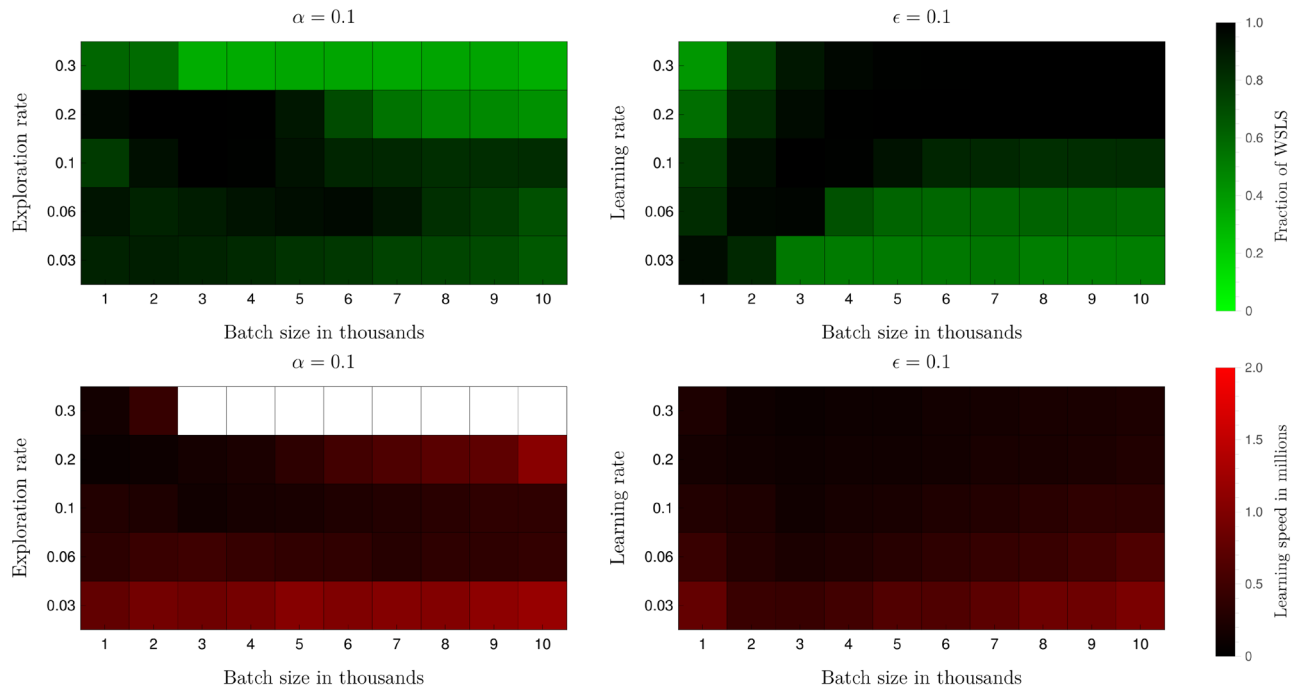 α = 0.1
Exploration rate
0.3
0.2
0.1
0.06
0.03
1 2 3 4 5 6 7 8 9 10
Batch size in thousands
ϵ = 0.1
Learning rate
0.3
0.2
0.1
0.06
0.03
1 2 3 4 5 6 7 8 9 10
Batch size in thousands
1.0
0.8
0.6
0.4
0.2
0
Fraction of WSLS
α = 0.1
Exploration rate
0.3
0.2
0.1
0.06
0.03
1 2 3 4 5 6 7 8 9 10
Batch size in thousands
ϵ = 0.1
Learning rate
0.3
0.2
0.1
0.06
0.03
1 2 3 4 5 6 7 8 9 10
Batch size in thousands
2.0
1.5
1.0
0.5
0
Learning speed in millions